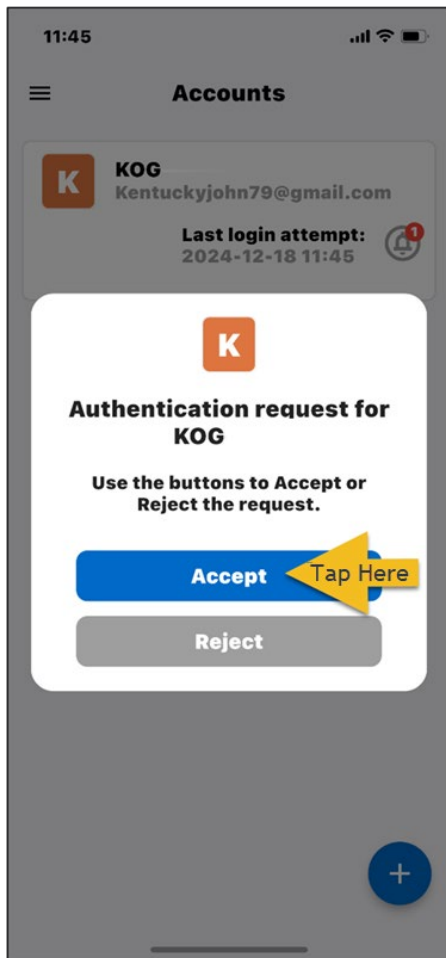 11:45
Accounts
K
KOG
Kentuckyjohn79@gmail.com
Last login attempt:
2024-12-18 11:45
1
K
Authentication request for
KOG
Use the buttons to Accept or
Reject the request.
Accept
Tap Here
Reject
+